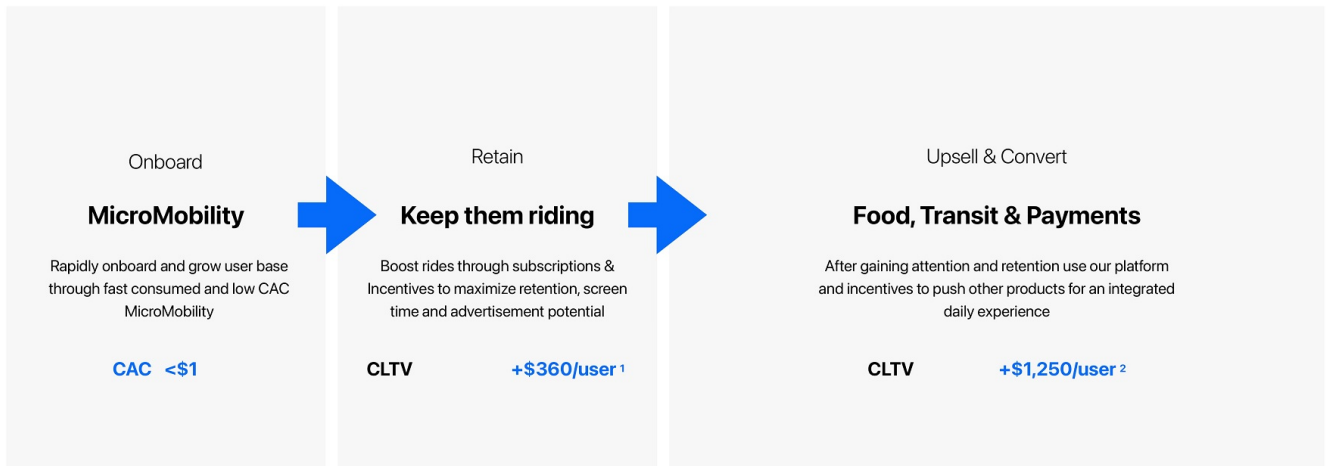 Onboard
MicroMobility
Rapidly onboard and grow user base
through fast consumed and low CAC
MicroMobility
CAC <$1
Retain
Keep them riding
Boost rides through subscriptions &
Incentives to maximize retention, screen
time and advertisement potential
CLTV +$360/user 1
Upsell & Convert
Food, Transit & Payments
After gaining attention and retention use our platform
and incentives to push other products for an integrated
daily experience
CLTV +$1,250/user 2